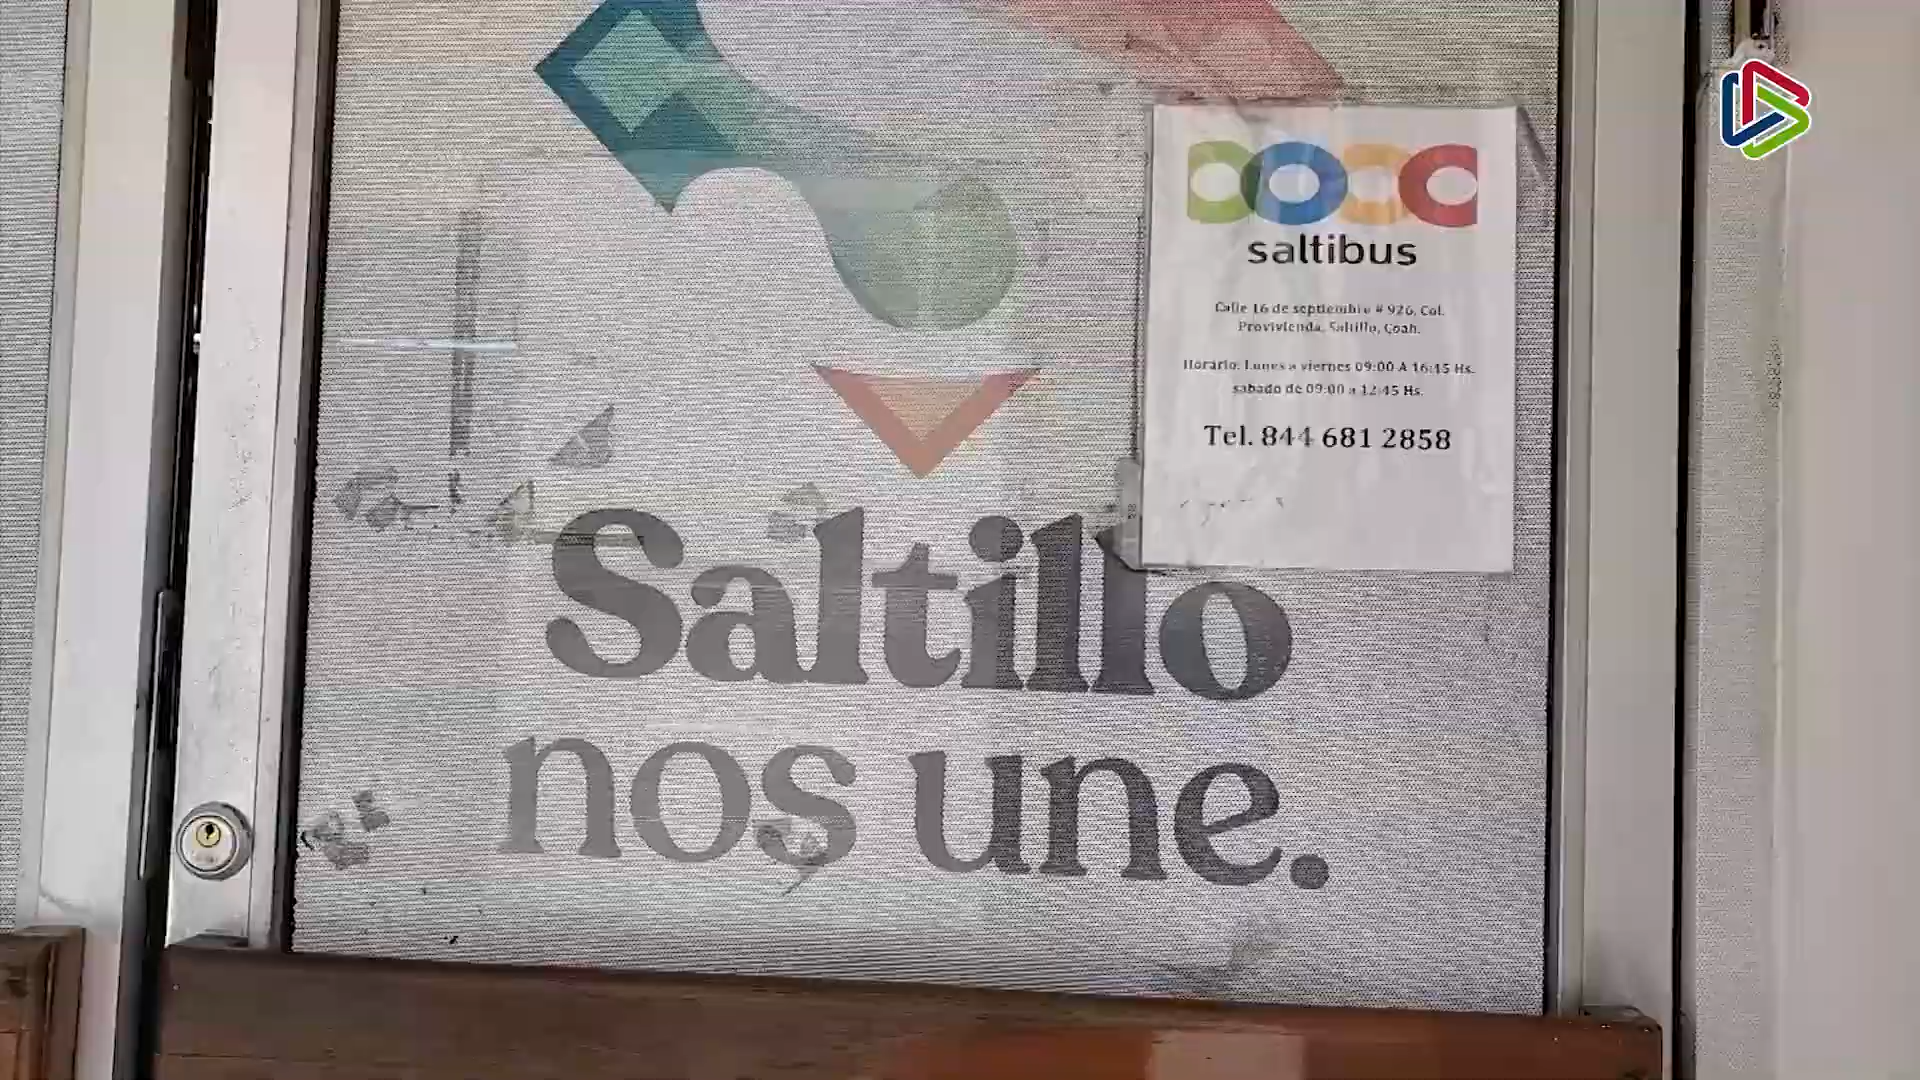 saltibus
Calle 16 de septiembre # 926, Col.
Provivienda, Saltillo, Coah.
Horario: Lunes a viernes 09:00 A 16:45 Hs.
sabado de 09:00 a 12:45 Hs.
Tel. 844 681 2858
Saltillo
nos une.